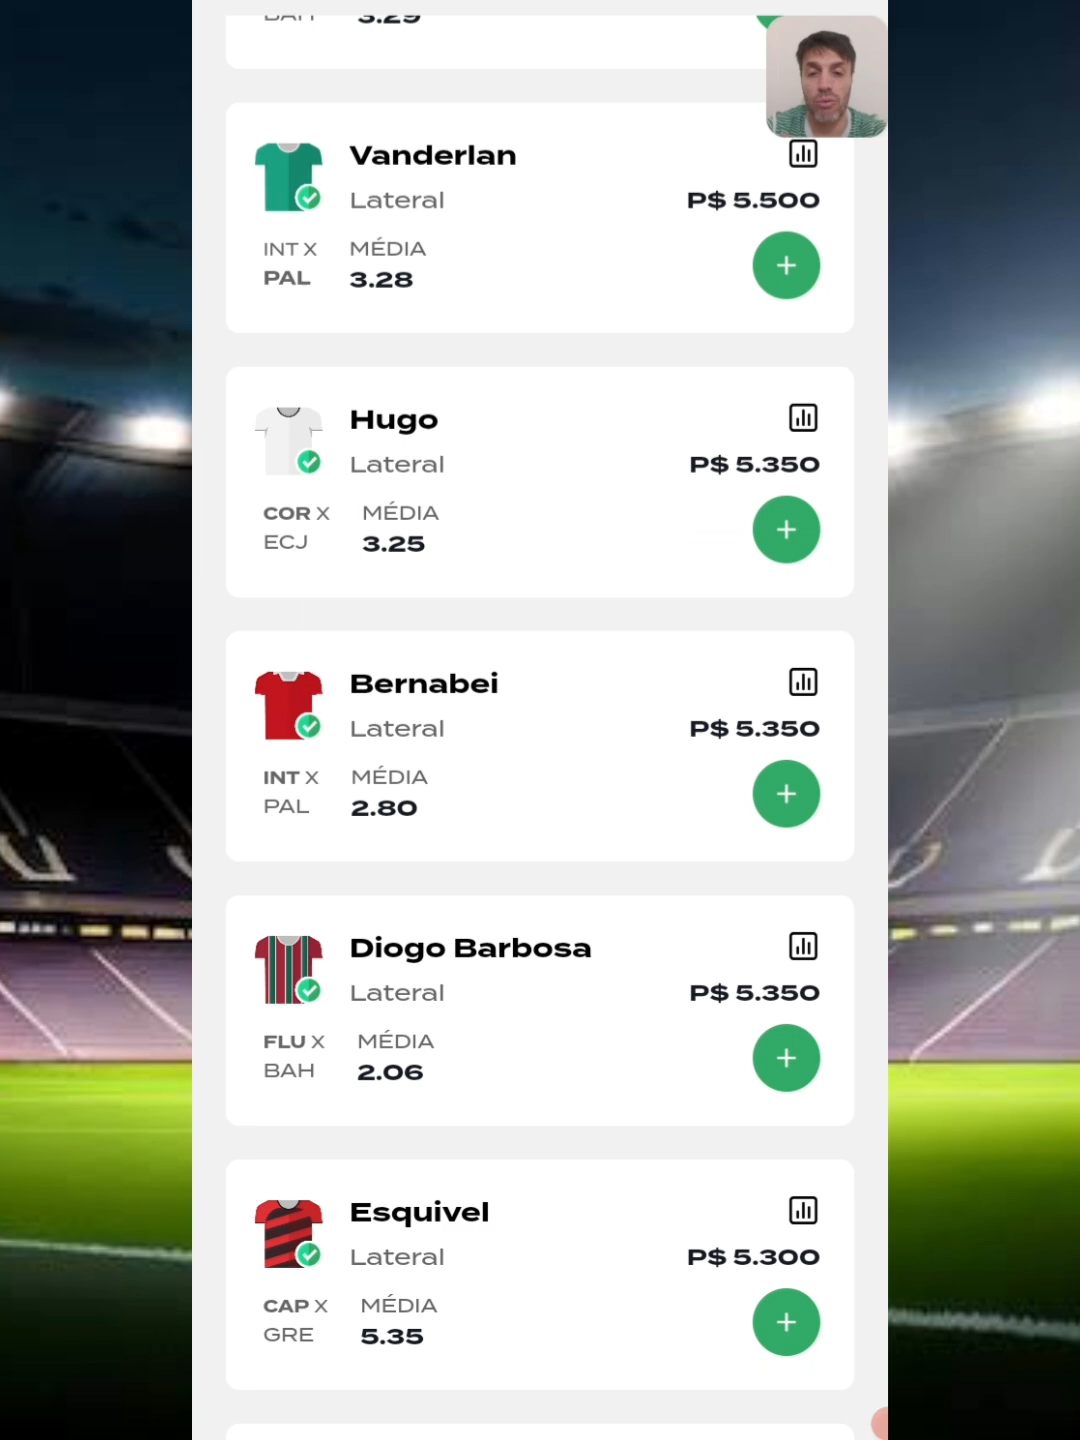 3.29
Vanderlan
Lateral
P$ 5.500
INT X
MÉDIA
PAL
3.28
Hugo
Lateral
P$ 5.350
COR X
MÉDIA
ECJ
3.25
Bernabei
Lateral
P$ 5.350
INT X
MÉDIA
PAL
2.80
Diogo Barbosa
Lateral
P$ 5.350
FLU X
MÉDIA
BAH
2.06
Esquivel
Lateral
P$ 5.300
CAP X
MÉDIA
GRE
5.35